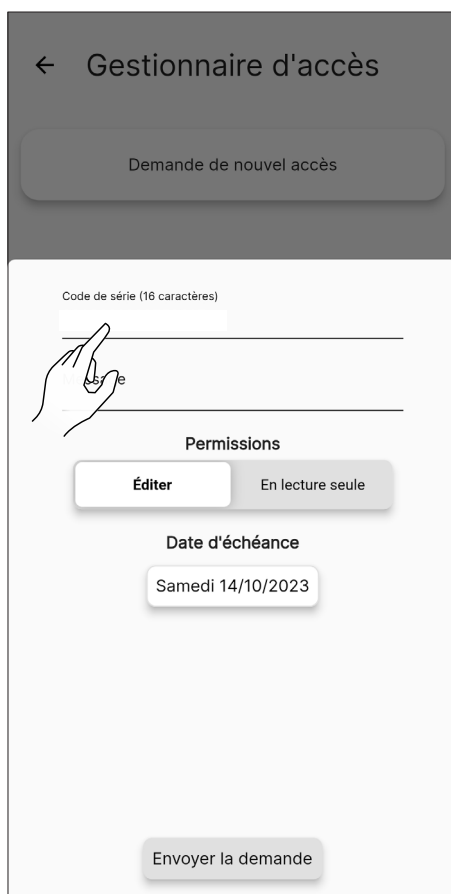 Gestionnaire d'accès
Demande de nouvel accès
Code de série (16 caractères)
Permissions
Éditer
En lecture seule
Date d'échéance
Samedi 14/10/2023
Envoyer la demande